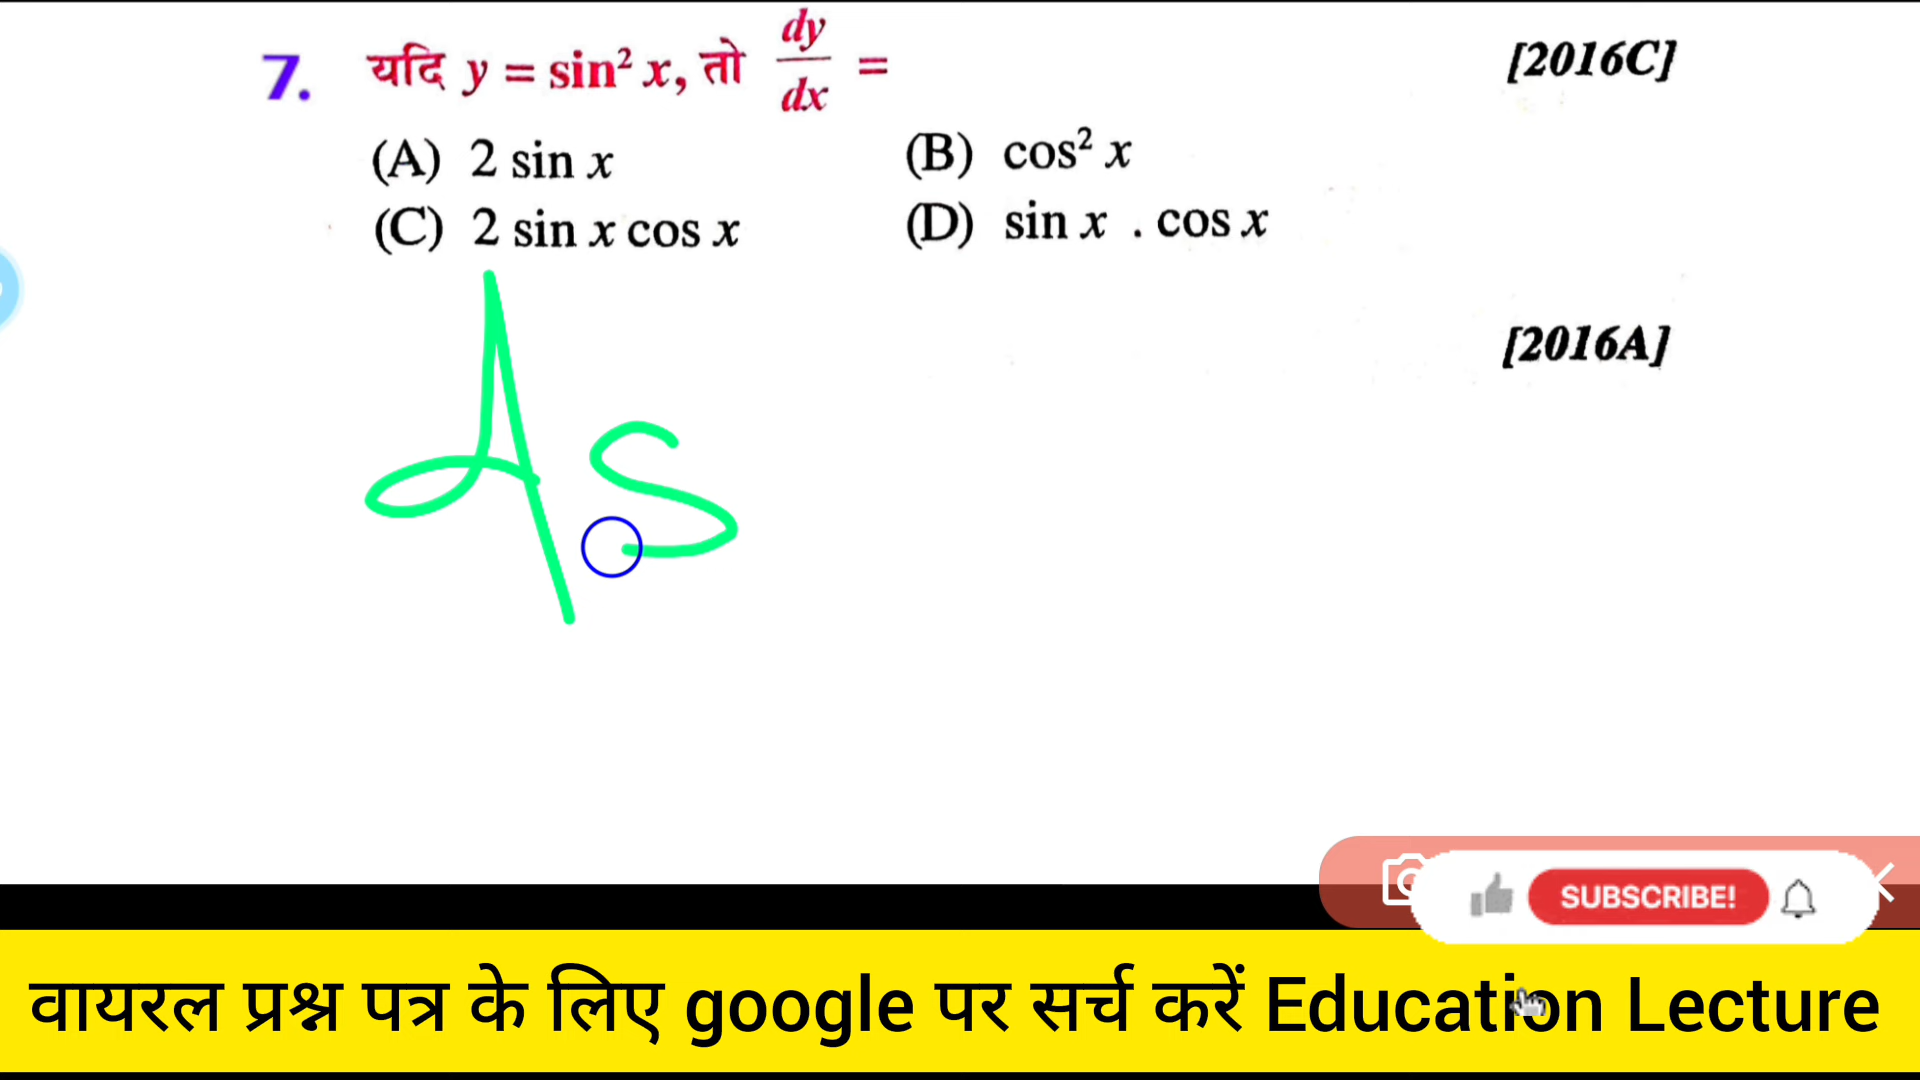 7. यदि y = sin² x, तो dy/dx = [2016C]
(A) 2 sin x (B) cos² x
(C) 2 sin x cos x (D) sin x . cos x
[2016A]
As
SUBSCRIBE!
वायरल प्रश्न पत्र के लिए google पर सर्च करें Education Lecture